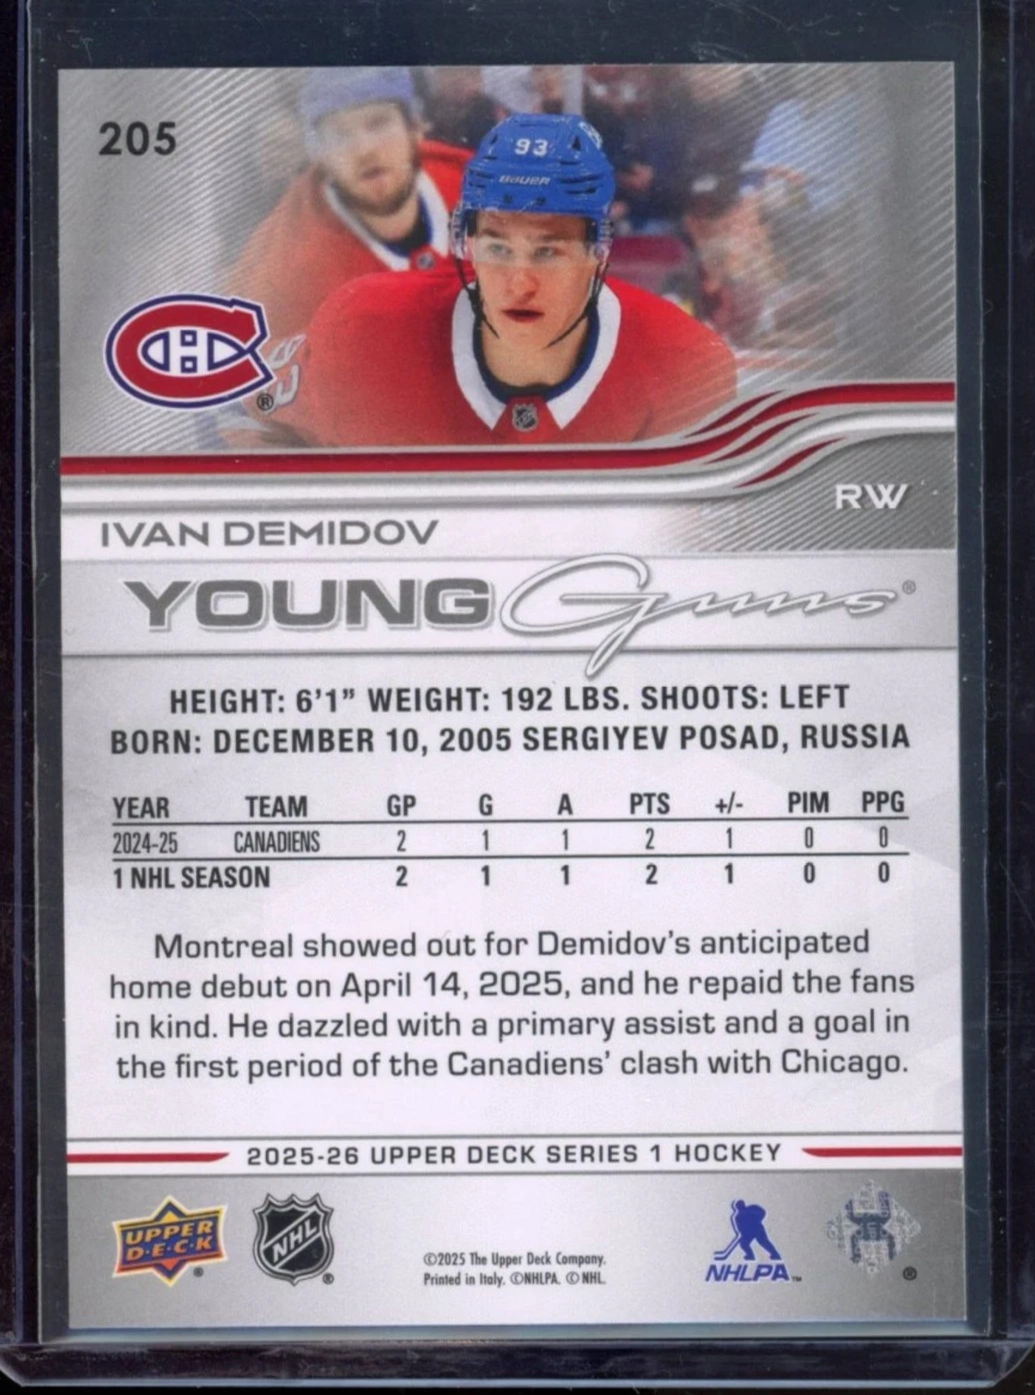 205
93
BAUER
®
RW
IVAN DEMIDOV
YOUNG Guns®
HEIGHT: 6'1" WEIGHT: 192 LBS. SHOOTS: LEFT
BORN: DECEMBER 10, 2005 SERGIYEV POSAD, RUSSIA
YEAR TEAM GP G A PTS +/- PIM PPG
2024-25 CANADIENS 2 1 1 2 1 0 0
1 NHL SEASON 2 1 1 2 1 0 0
Montreal showed out for Demidov's anticipated
home debut on April 14, 2025, and he repaid the fans
in kind. He dazzled with a primary assist and a goal in
the first period of the Canadiens' clash with Chicago.
2025-26 UPPER DECK SERIES 1 HOCKEY
UPPER
D•E•C•K®
NHL®
©2025 The Upper Deck Company.
Printed in Italy. ©NHLPA. © NHL.
NHLPA™
®